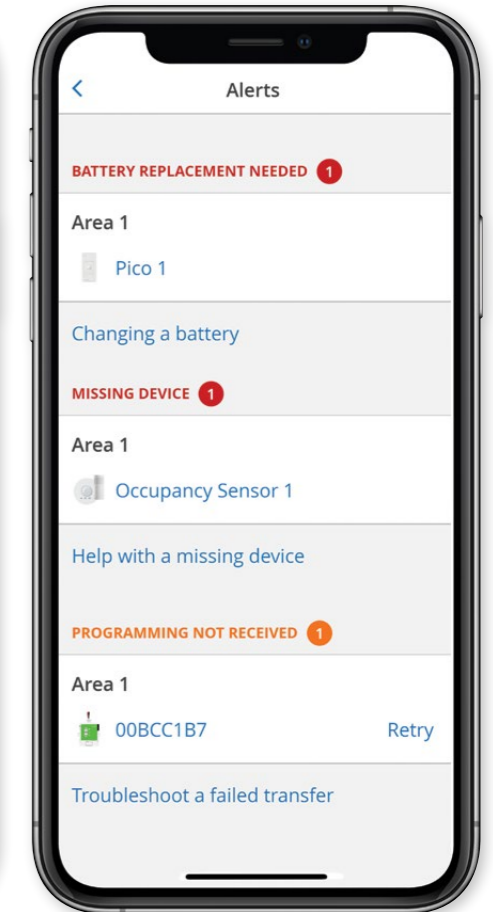 Alerts
BATTERY REPLACEMENT NEEDED 1
Area 1
Pico 1
Changing a battery
MISSING DEVICE 1
Area 1
Occupancy Sensor 1
Help with a missing device
PROGRAMMING NOT RECEIVED 1
Area 1
00BCC1B7 Retry
Troubleshoot a failed transfer